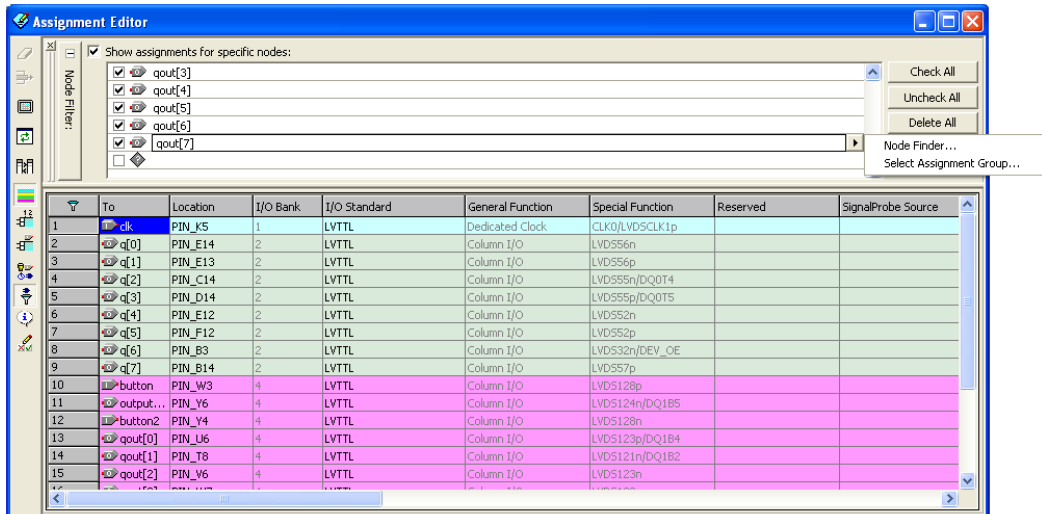 Assignment Editor
Show assignments for specific nodes:
Node Filter:
qout[3]
qout[4]
qout[5]
qout[6]
qout[7]
Check All
Uncheck All
Delete All
Node Finder...
Select Assignment Group...
To Location I/O Bank I/O Standard General Function Special Function Reserved SignalProbe Source
1 clk PIN_K5 1 LVTTL Dedicated Clock CLK0/LVDSCLK1p
2 q[0] PIN_E14 2 LVTTL Column I/O LVDS56n
3 q[1] PIN_E13 2 LVTTL Column I/O LVDS56p
4 q[2] PIN_C14 2 LVTTL Column I/O LVDS55n/DQ0T4
5 q[3] PIN_D14 2 LVTTL Column I/O LVDS55p/DQ0T5
6 q[4] PIN_E12 2 LVTTL Column I/O LVDS52n
7 q[5] PIN_F12 2 LVTTL Column I/O LVDS52p
8 q[6] PIN_B3 2 LVTTL Column I/O LVDS32n/DEV_OE
9 q[7] PIN_B14 2 LVTTL Column I/O LVDS57p
10 button PIN_W3 4 LVTTL Column I/O LVDS128p
11 output... PIN_Y6 4 LVTTL Column I/O LVDS124n/DQ1B5
12 button2 PIN_Y4 4 LVTTL Column I/O LVDS128n
13 qout[0] PIN_U6 4 LVTTL Column I/O LVDS123p/DQ1B4
14 qout[1] PIN_T8 4 LVTTL Column I/O LVDS121n/DQ1B2
15 qout[2] PIN_V6 4 LVTTL Column I/O LVDS123n